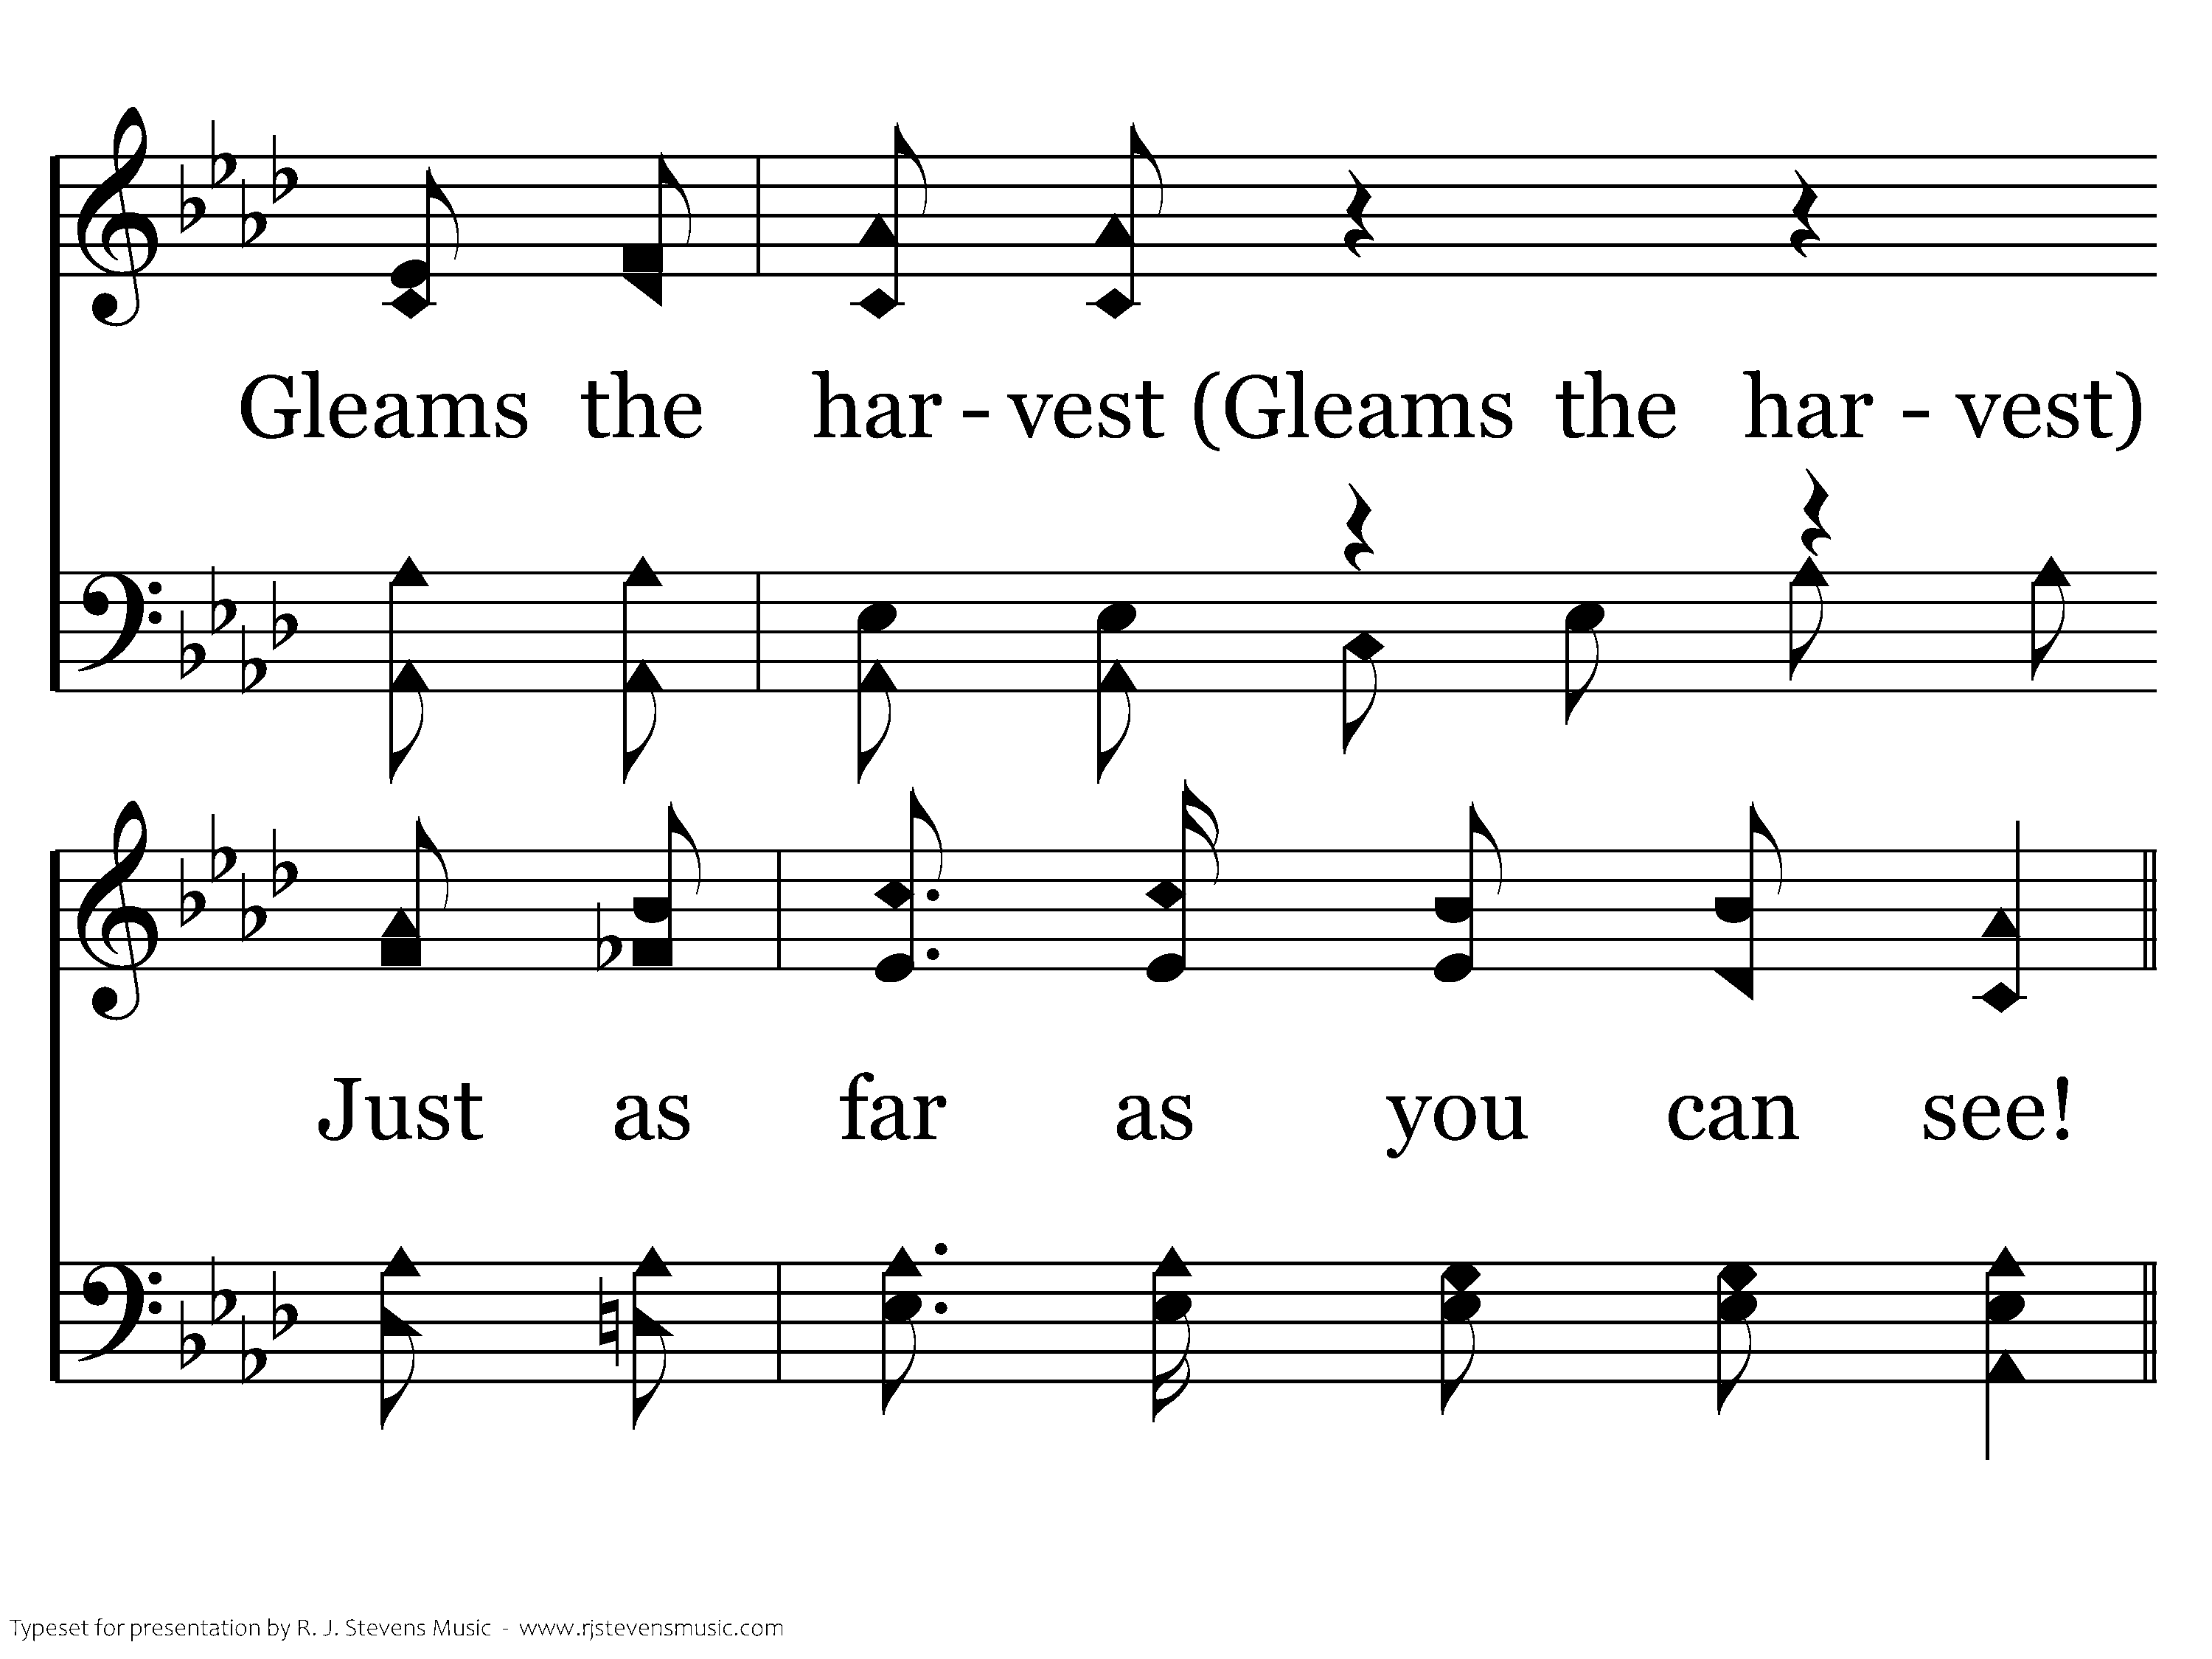 Gleams the har - vest (Gleams the har - vest)
Just as far as you can see!
Typeset for presentation by R. J. Stevens Music - www.rjstevensmusic.com